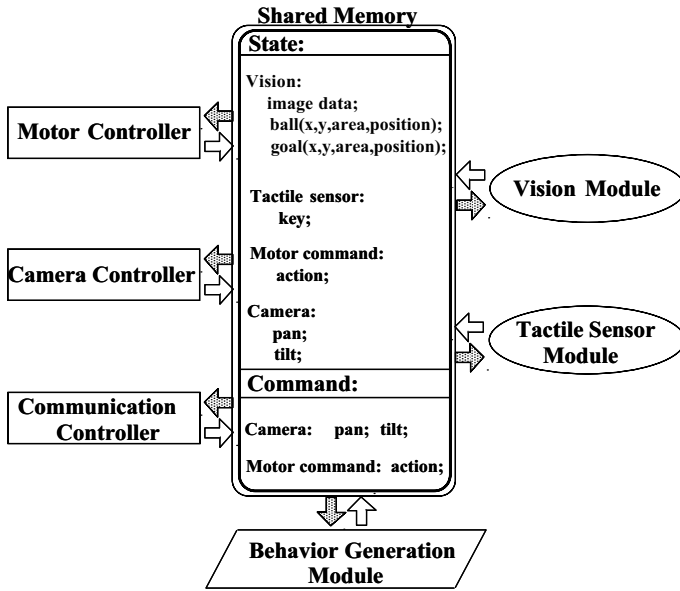 Shared Memory
State:
Vision:
image data;
ball(x,y,area,position);
goal(x,y,area,position);
Tactile sensor:
key;
Motor command:
action;
Camera:
pan;
tilt;
Command:
Camera: pan; tilt;
Motor command: action;
Motor Controller
Camera Controller
Communication
Controller
Vision Module
Tactile Sensor
Module
Behavior Generation
Module